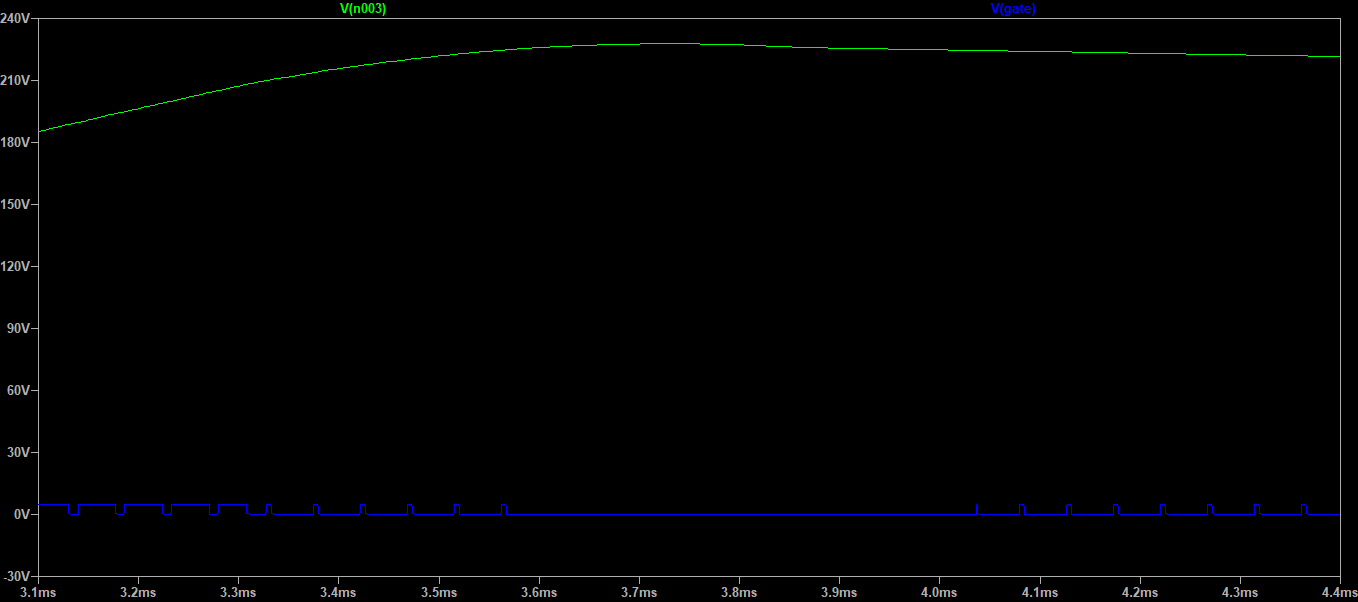 V(n003) V(gate)
240V
210V
180V
150V
120V
90V
60V
30V
0V
-30V
3.1ms 3.2ms 3.3ms 3.4ms 3.5ms 3.6ms 3.7ms 3.8ms 3.9ms 4.0ms 4.1ms 4.2ms 4.3ms 4.4ms